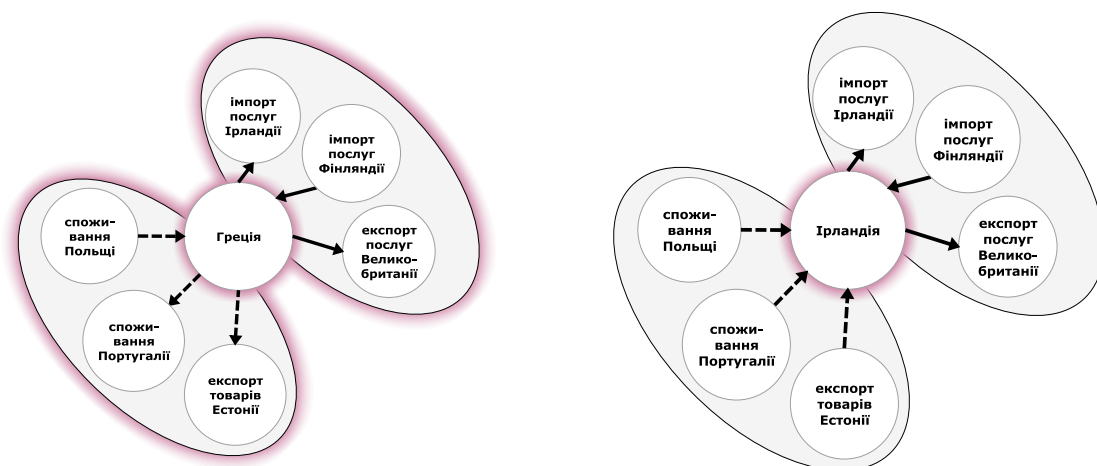 імпорт
послуг
Ірландії
імпорт
послуг
Фінляндії
спожи-
вання
Польщі
Греція
експорт
послуг
Велико-
британії
спожи-
вання
Португалії
експорт
товарів
Естонії
імпорт
послуг
Ірландії
імпорт
послуг
Фінляндії
спожи-
вання
Польщі
Ірландія
експорт
послуг
Велико-
британії
спожи-
вання
Португалії
експорт
товарів
Естонії